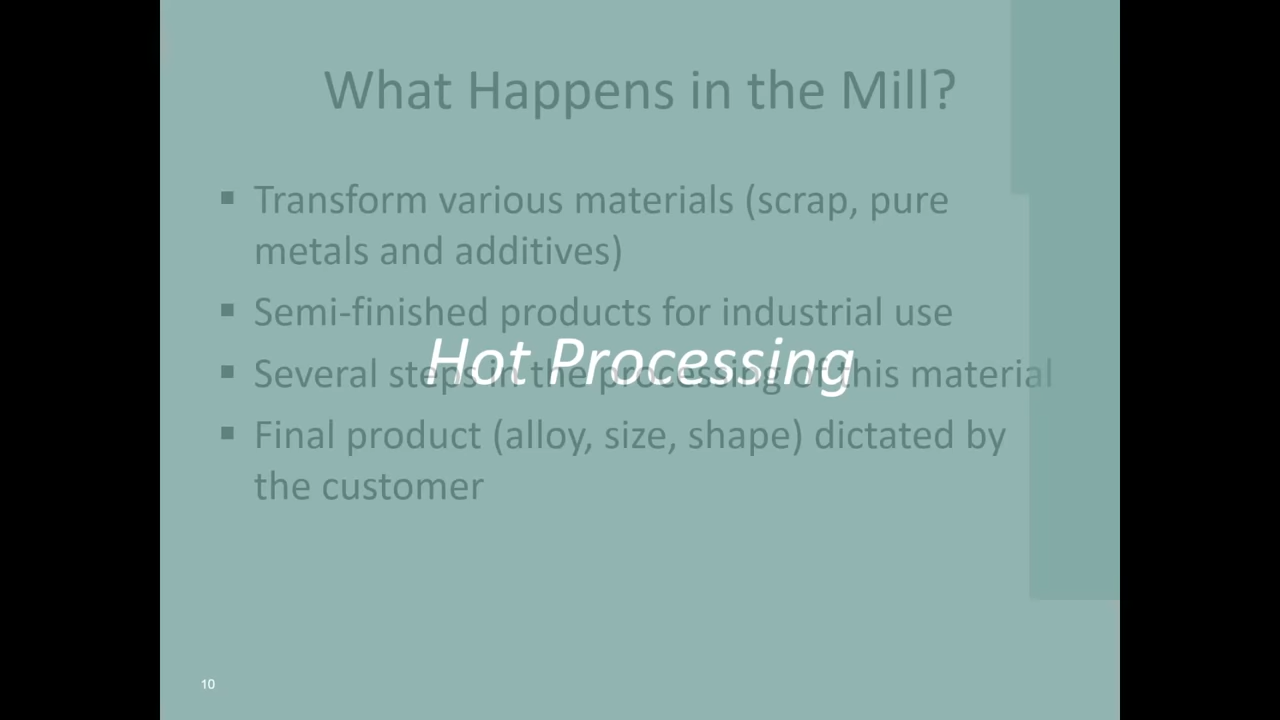 What Happens in the Mill?
▪ Transform various materials (scrap, pure
metals and additives)
▪ Semi-finished products for industrial use
Hot Processing
▪ Several steps in the processing of this material
▪ Final product (alloy, size, shape) dictated by
the customer
10